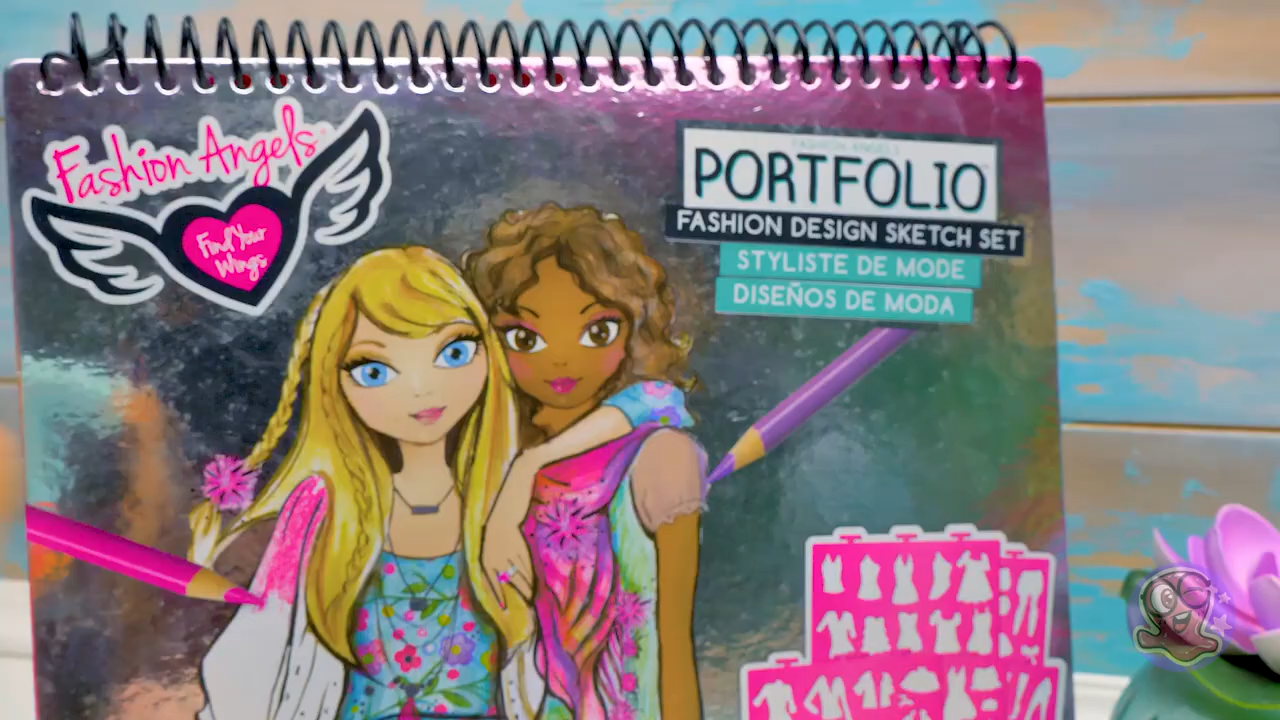 Fashion Angels
Find Your
Wings
FASHION ANGELS
PORTFOLIO
FASHION DESIGN SKETCH SET
STYLISTE DE MODE
DISEÑOS DE MODA